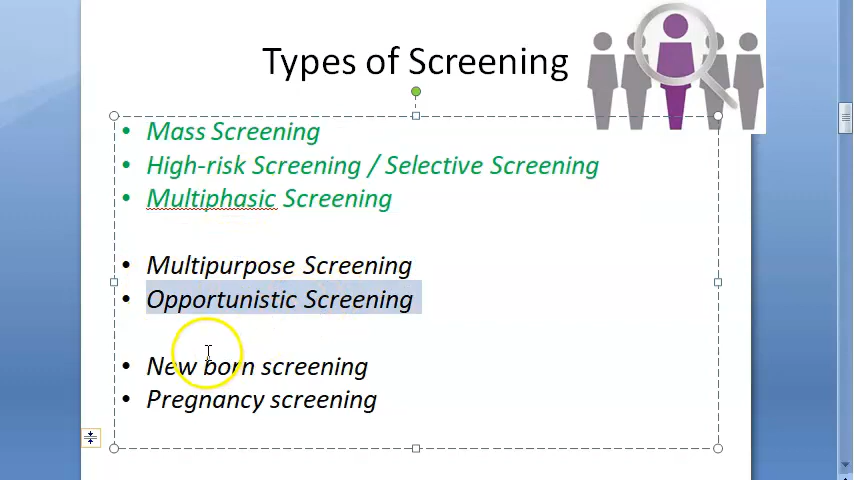 Types of Screening
• Mass Screening
• High-risk Screening / Selective Screening
• Multiphasic Screening
• Multipurpose Screening
• Opportunistic Screening
• New born screening
• Pregnancy screening